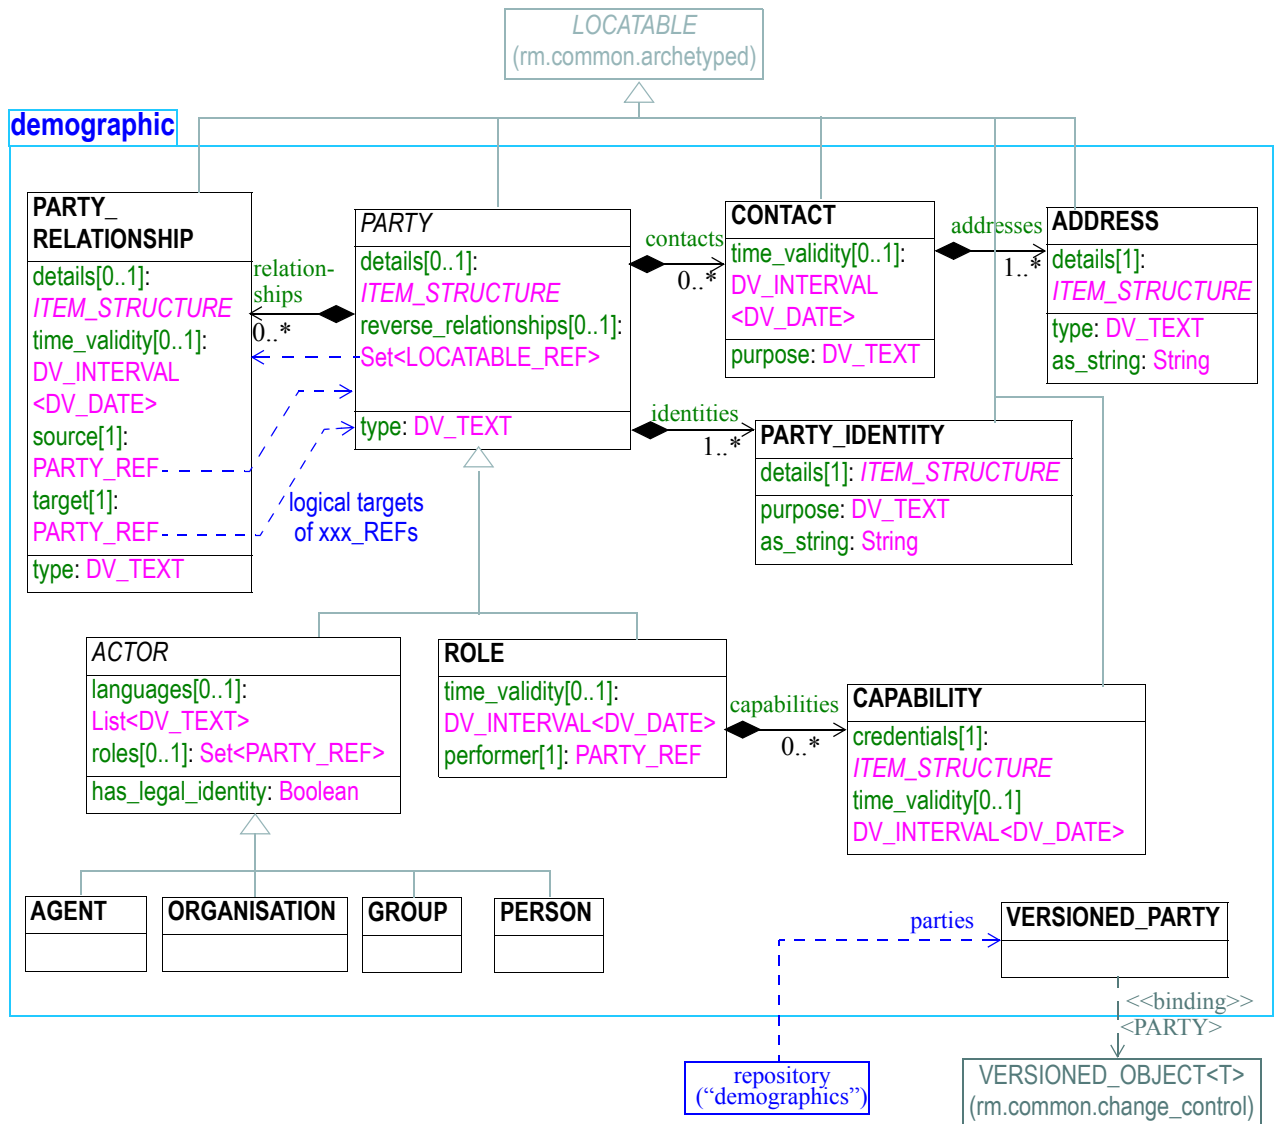 LOCATABLE
(rm.common.archetyped)
demographic
PARTY_
RELATIONSHIP
details[0..1]:
ITEM_STRUCTURE
time_validity[0..1]:
DV_INTERVAL
<DV_DATE>
source[1]:
PARTY_REF
target[1]:
PARTY_REF
type: DV_TEXT
relation-
ships
0..*
PARTY
details[0..1]:
ITEM_STRUCTURE
reverse_relationships[0..1]:
Set<LOCATABLE_REF>
type: DV_TEXT
logical targets
of xxx_REFs
contacts
0..*
CONTACT
time_validity[0..1]:
DV_INTERVAL
<DV_DATE>
purpose: DV_TEXT
addresses
1..*
ADDRESS
details[1]:
ITEM_STRUCTURE
type: DV_TEXT
as_string: String
identities
1..*
PARTY_IDENTITY
details[1]: ITEM_STRUCTURE
purpose: DV_TEXT
as_string: String
ACTOR
languages[0..1]:
List<DV_TEXT>
roles[0..1]: Set<PARTY_REF>
has_legal_identity: Boolean
ROLE
time_validity[0..1]:
DV_INTERVAL<DV_DATE>
performer[1]: PARTY_REF
capabilities
0..*
CAPABILITY
credentials[1]:
ITEM_STRUCTURE
time_validity[0..1]
DV_INTERVAL<DV_DATE>
AGENT
ORGANISATION
GROUP
PERSON
parties
VERSIONED_PARTY
<<binding>>
<PARTY>
repository
(“demographics”)
VERSIONED_OBJECT<T>
(rm.common.change_control)